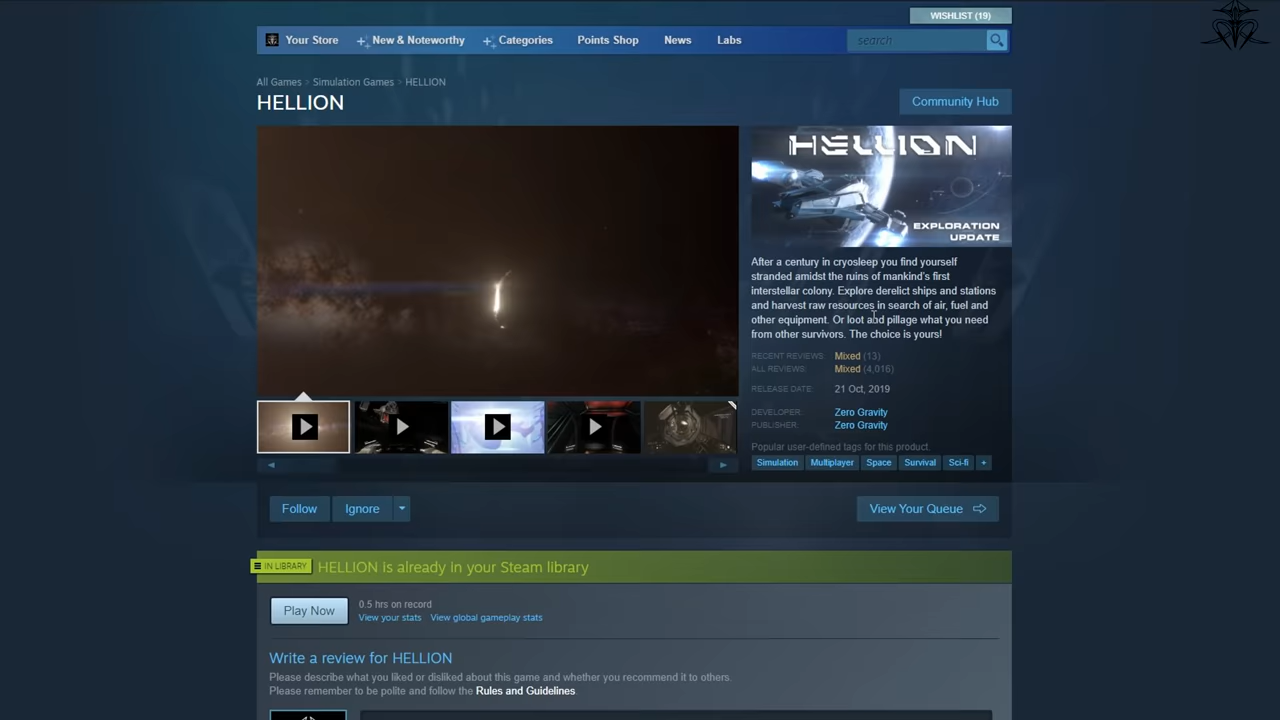 WISHLIST (19)
Your Store
New & Noteworthy
Categories
Points Shop
News
Labs
search
All Games > Simulation Games > HELLION
HELLION
Community Hub
HELLION
EXPLORATION
UPDATE
After a century in cryosleep you find yourself
stranded amidst the ruins of mankind's first
interstellar colony. Explore derelict ships and stations
and harvest raw resources in search of air, fuel and
other equipment. Or loot and pillage what you need
from other survivors. The choice is yours!
RECENT REVIEWS: Mixed (13)
ALL REVIEWS: Mixed (4,016)
RELEASE DATE: 21 Oct, 2019
DEVELOPER: Zero Gravity
PUBLISHER: Zero Gravity
Popular user-defined tags for this product:
Simulation
Multiplayer
Space
Survival
Sci-fi
+
Follow
Ignore
View Your Queue
IN LIBRARY
HELLION is already in your Steam library
Play Now
0.5 hrs on record
View your stats
View global gameplay stats
Write a review for HELLION
Please describe what you liked or disliked about this game and whether you recommend it to others.
Please remember to be polite and follow the Rules and Guidelines.